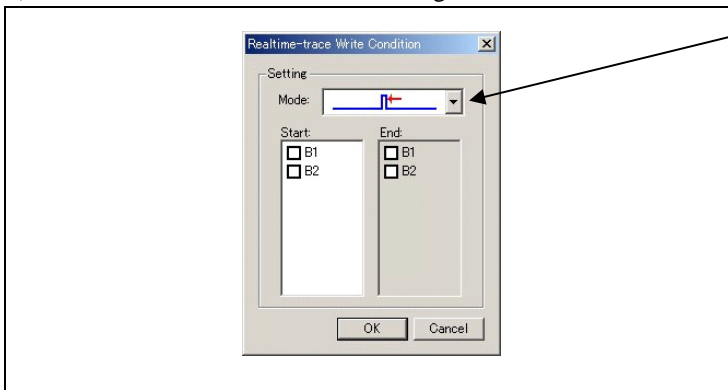 Realtime-trace Write Condition
Setting
Mode:
Start: End:
B1 B1
B2 B2
OK Cancel